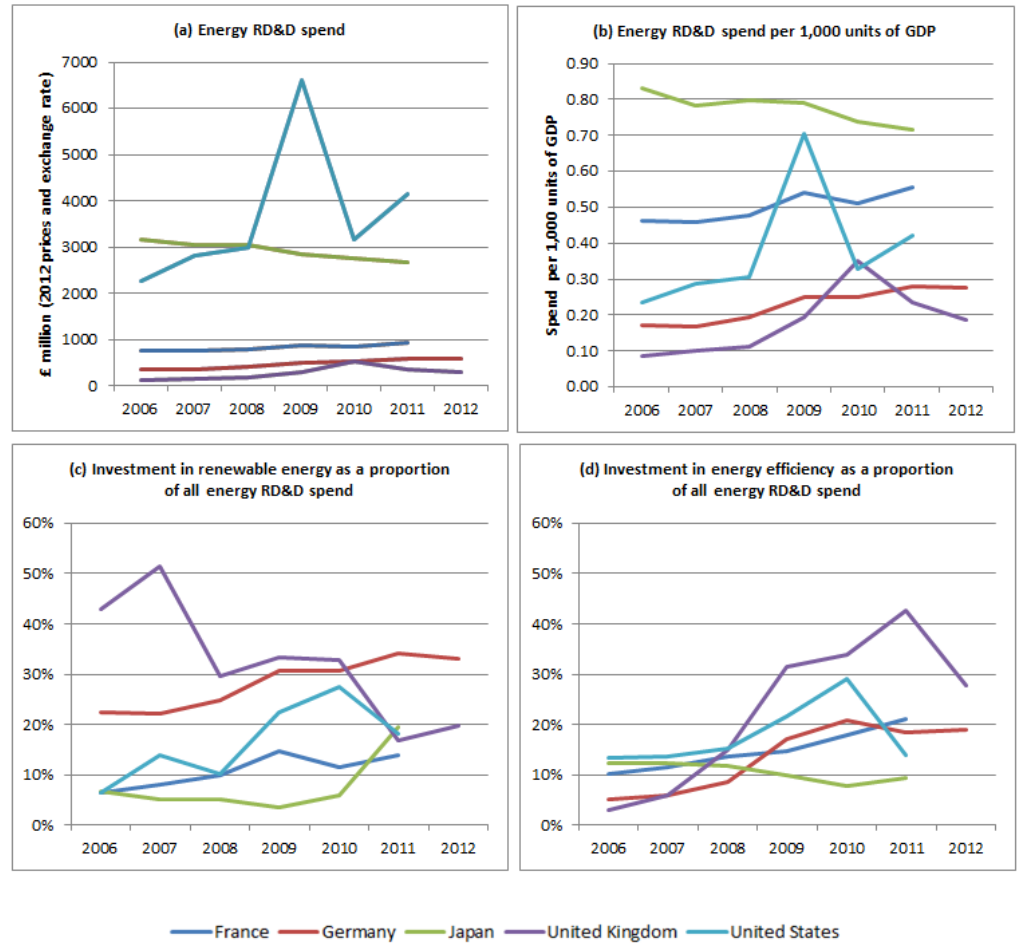 (a) Energy RD&D spend
£ million (2012 prices and exchange rate)
7000
6000
5000
4000
3000
2000
1000
0
2006 2007 2008 2009 2010 2011 2012
(b) Energy RD&D spend per 1,000 units of GDP
Spend per 1,000 units of GDP
0.90
0.80
0.70
0.60
0.50
0.40
0.30
0.20
0.10
0.00
2006 2007 2008 2009 2010 2011 2012
(c) Investment in renewable energy as a proportion
of all energy RD&D spend
60%
50%
40%
30%
20%
10%
0%
2006 2007 2008 2009 2010 2011 2012
(d) Investment in energy efficiency as a proportion
of all energy RD&D spend
60%
50%
40%
30%
20%
10%
0%
2006 2007 2008 2009 2010 2011 2012
France Germany Japan United Kingdom United States